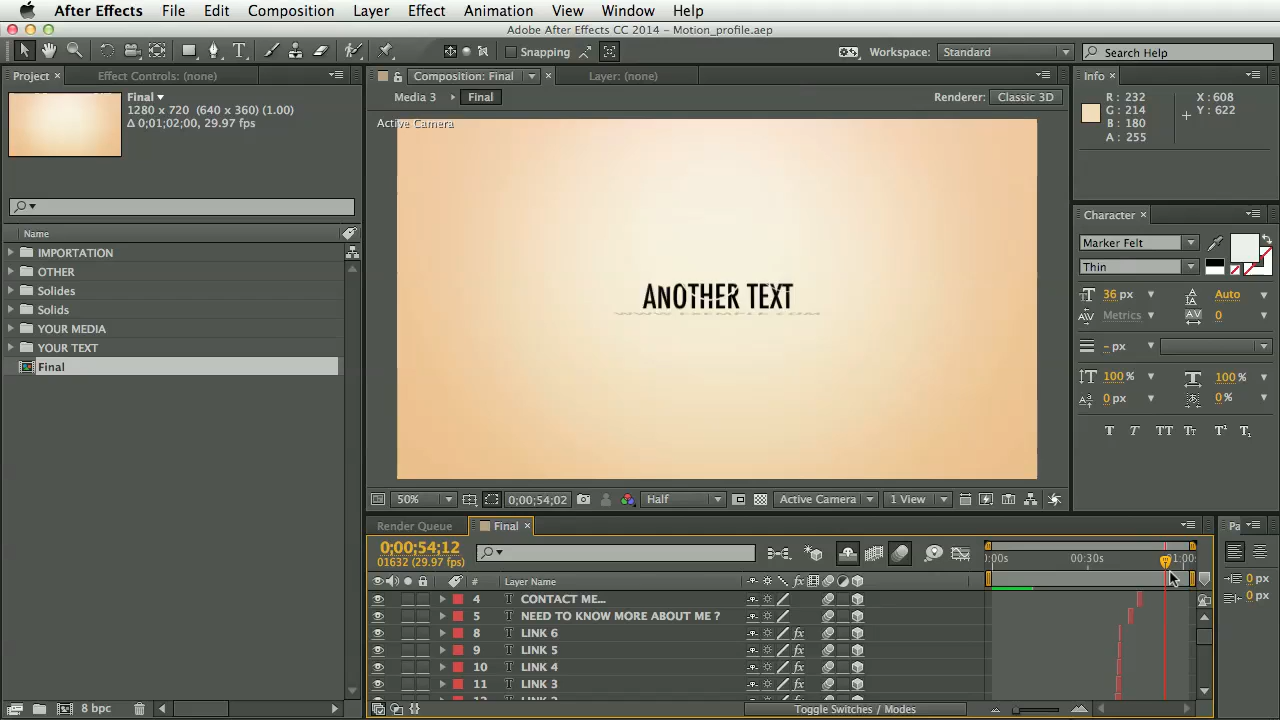 After Effects File Edit Composition Layer Effect Animation View Window Help
Adobe After Effects CC 2014 – Motion_profile.aep
Snapping
Workspace: Standard
Search Help
Project
Effect Controls: (none)
Composition: Final
Layer: (none)
Info
Final
1280 x 720 (640 x 360) (1.00)
Δ 0;01;02;00, 29.97 fps
Media 3 Final
Renderer: Classic 3D
R : 232
G : 214
B : 180
A : 255
X : 608
Y : 622
Active Camera
ANOTHER TEXT
Name
IMPORTATION
OTHER
Solides
Solids
YOUR MEDIA
YOUR TEXT
Final
Character
Marker Felt
Thin
36 px
Auto
Metrics
0
- px
100 %
100 %
0 px
0 %
T T TT Tr T¹ T₁
50%
0;00;54;02
Half
Active Camera
1 View
Render Queue
Final
Pa
0;00;54;12
01632 (29.97 fps)
0:00s 00:30s 01:00s
# Layer Name
4 CONTACT ME...
5 NEED TO KNOW MORE ABOUT ME ?
8 LINK 6
9 LINK 5
10 LINK 4
11 LINK 3
0 px
0 px
8 bpc
Toggle Switches / Modes